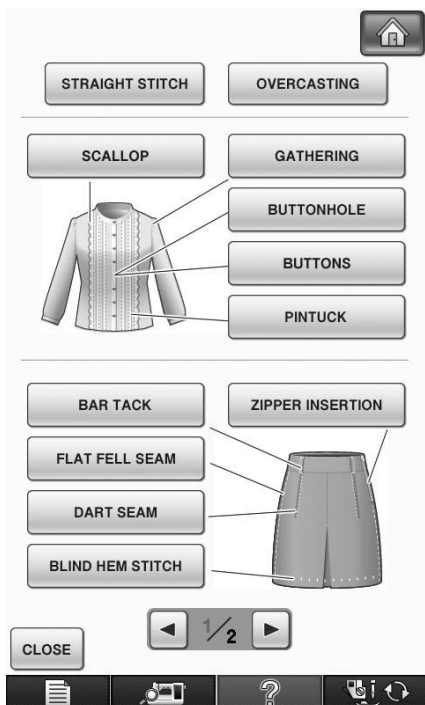 STRAIGHT STITCH
OVERCASTING
SCALLOP
GATHERING
BUTTONHOLE
BUTTONS
PINTUCK
BAR TACK
ZIPPER INSERTION
FLAT FELL SEAM
DART SEAM
BLIND HEM STITCH
1/2
CLOSE
?